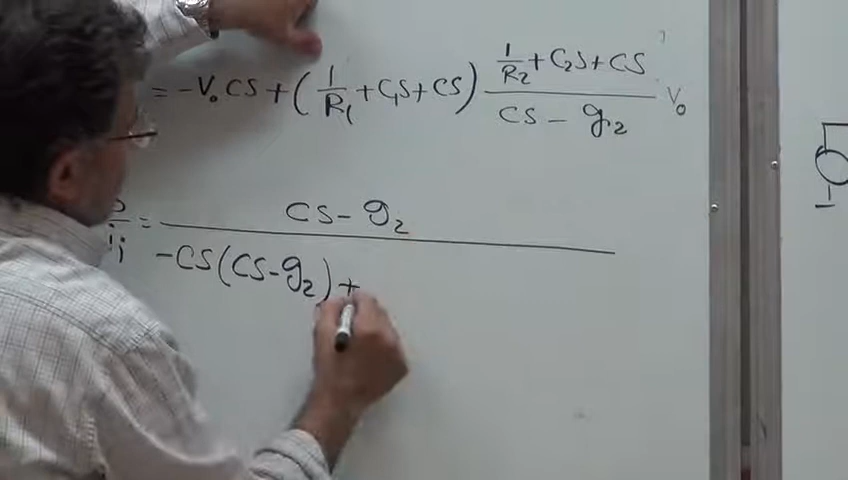 = -V₀CS + (1/R₁ + C₁S + CS) (1/R₂ + C₂S + CS)/(CS - g₂) V₀
= (CS - g₂)/(-CS(CS - g₂) +